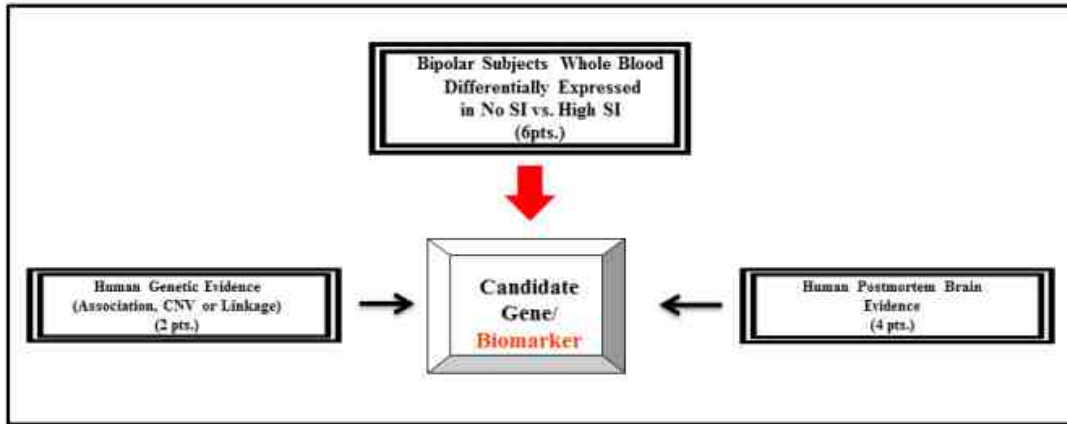 Bipolar Subjects Whole Blood
Differentially Expressed
in No SI vs. High SI
(6pts.)
Human Genetic Evidence
(Association, CNV or Linkage)
(2 pts.)
Candidate
Gene/
Biomarker
Human Postmortem Brain
Evidence
(4 pts.)